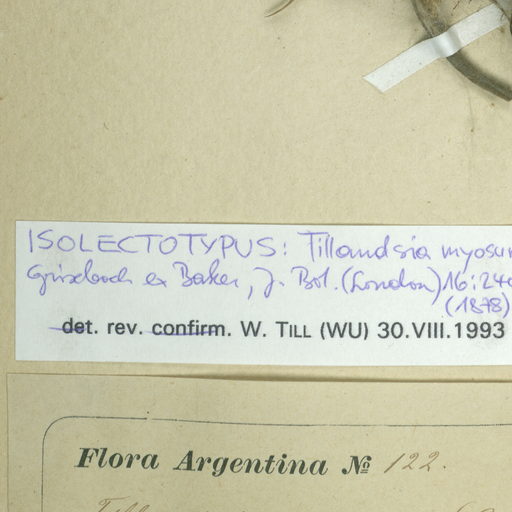 ISOLECTOTYPUS: Tillandsia myosur
Grisebach ex Baker, J. Bot. (London) 16:240
(1878)
det. rev. confirm. W. TILL (WU) 30.VIII.1993
Flora Argentina № 122.